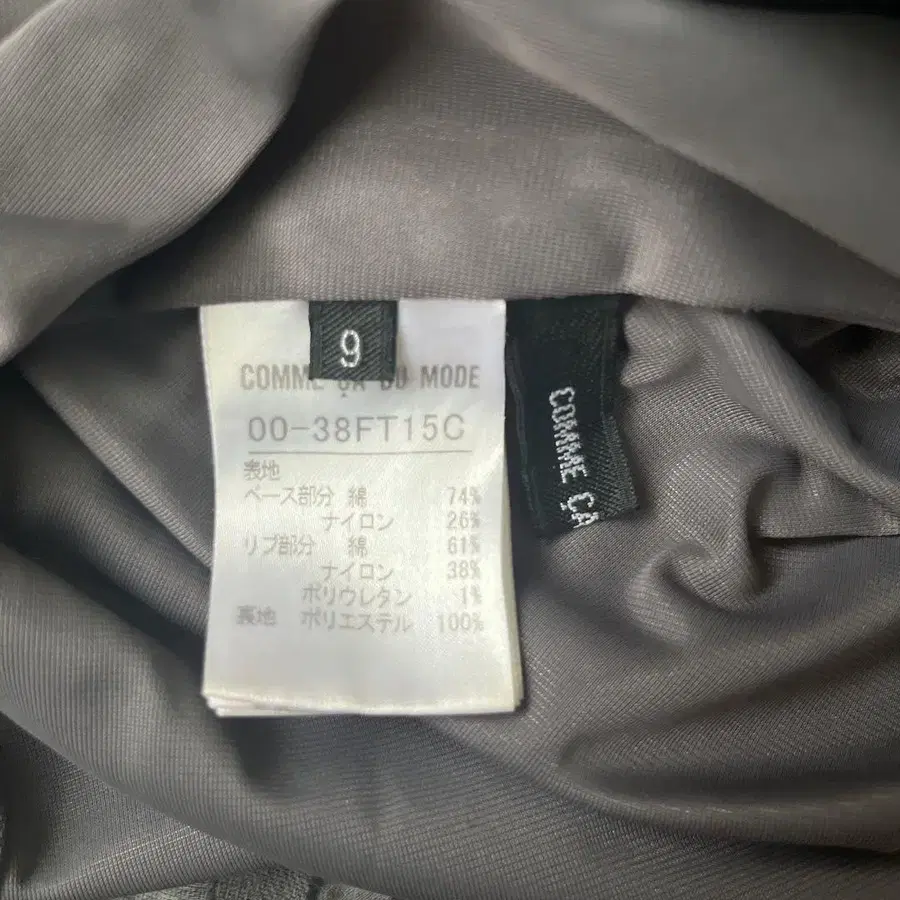 9
COMME ÇA DU MODE
00-38FT15C
表地
ベース部分 綿 74%
ナイロン 26%
リブ部分 綿 61%
ナイロン 38%
ポリウレタン 1%
裏地 ポリエステル 100%
COMME ÇA